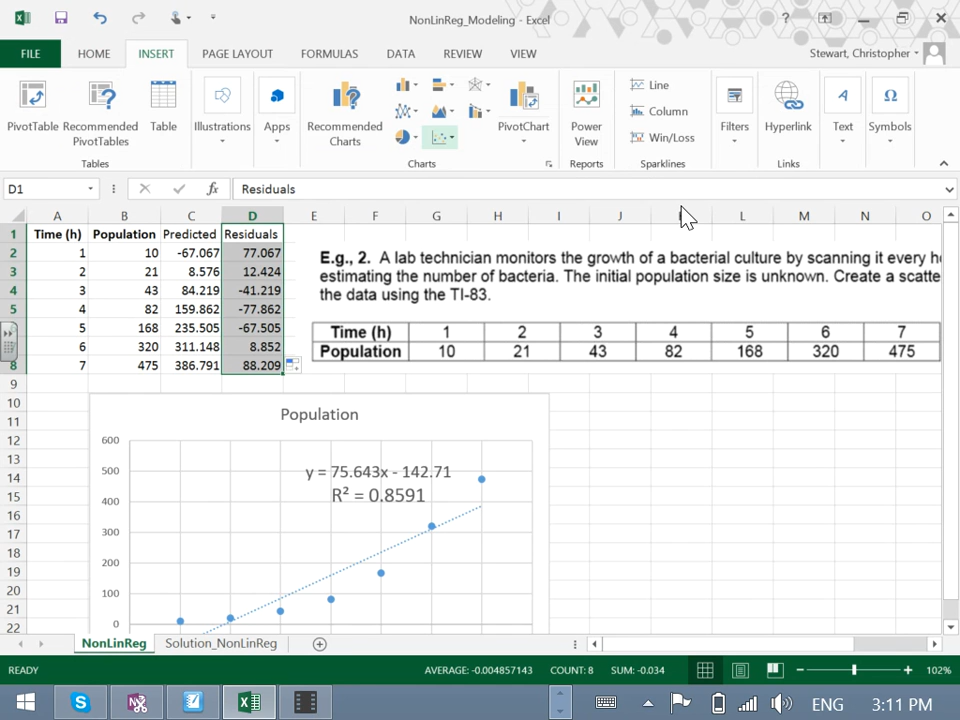 NonLinReg_Modeling - Excel
?
FILE HOME INSERT PAGE LAYOUT FORMULAS DATA REVIEW VIEW
Stewart, Christopher
PivotTable
Recommended PivotTables
Table
Tables
Illustrations
Apps
Recommended Charts
PivotChart
Charts
Power View
Reports
Line
Column
Win/Loss
Sparklines
Filters
Hyperlink
Links
Text
Symbols
D1 fx Residuals
A B C D E F G H I J L M N O
1 Time (h) Population Predicted Residuals
2 1 10 -67.067 77.067
3 2 21 8.576 12.424
4 3 43 84.219 -41.219
5 4 82 159.862 -77.862
6 5 168 235.505 -67.505
7 6 320 311.148 8.852
8 7 475 386.791 88.209
E.g., 2. A lab technician monitors the growth of a bacterial culture by scanning it every h
estimating the number of bacteria. The initial population size is unknown. Create a scatte
the data using the TI-83.
Time (h) 1 2 3 4 5 6 7
Population 10 21 43 82 168 320 475
9
10
11
12
13
14
15
16
17
18
19
20
21
22
Population
600
500
400
300
200
100
0
y = 75.643x - 142.71
R² = 0.8591
NonLinReg Solution_NonLinReg
READY AVERAGE: -0.004857143 COUNT: 8 SUM: -0.034 102%
ENG 3:11 PM